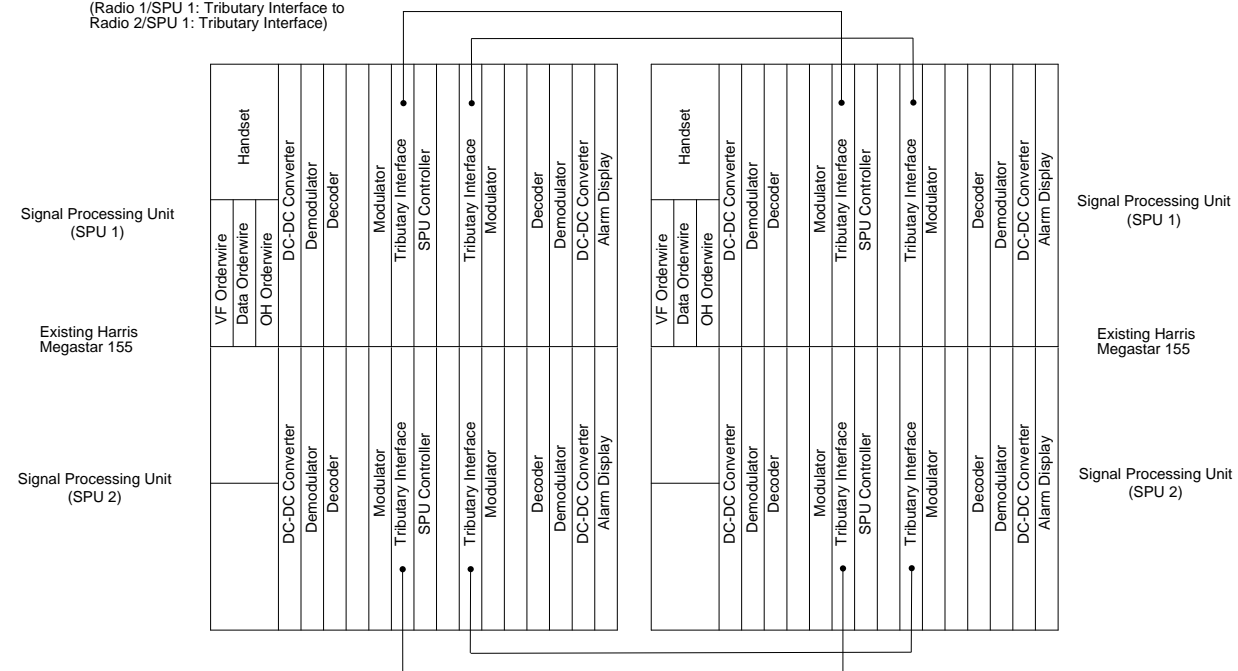 (Radio 1/SPU 1: Tributary Interface to
Radio 2/SPU 1: Tributary Interface)
Signal Processing Unit
(SPU 1)
Existing Harris
Megastar 155
Signal Processing Unit
(SPU 2)
Handset
VF Orderwire
Data Orderwire
OH Orderwire
DC-DC Converter
Demodulator
Decoder
Modulator
Tributary Interface
SPU Controller
Tributary Interface
Modulator
Decoder
Demodulator
DC-DC Converter
Alarm Display
DC-DC Converter
Demodulator
Decoder
Modulator
Tributary Interface
SPU Controller
Tributary Interface
Modulator
Decoder
Demodulator
DC-DC Converter
Alarm Display
Handset
VF Orderwire
Data Orderwire
OH Orderwire
DC-DC Converter
Demodulator
Decoder
Modulator
Tributary Interface
SPU Controller
Tributary Interface
Modulator
Decoder
Demodulator
DC-DC Converter
Alarm Display
DC-DC Converter
Demodulator
Decoder
Modulator
Tributary Interface
SPU Controller
Tributary Interface
Modulator
Decoder
Demodulator
DC-DC Converter
Alarm Display
Signal Processing Unit
(SPU 1)
Existing Harris
Megastar 155
Signal Processing Unit
(SPU 2)